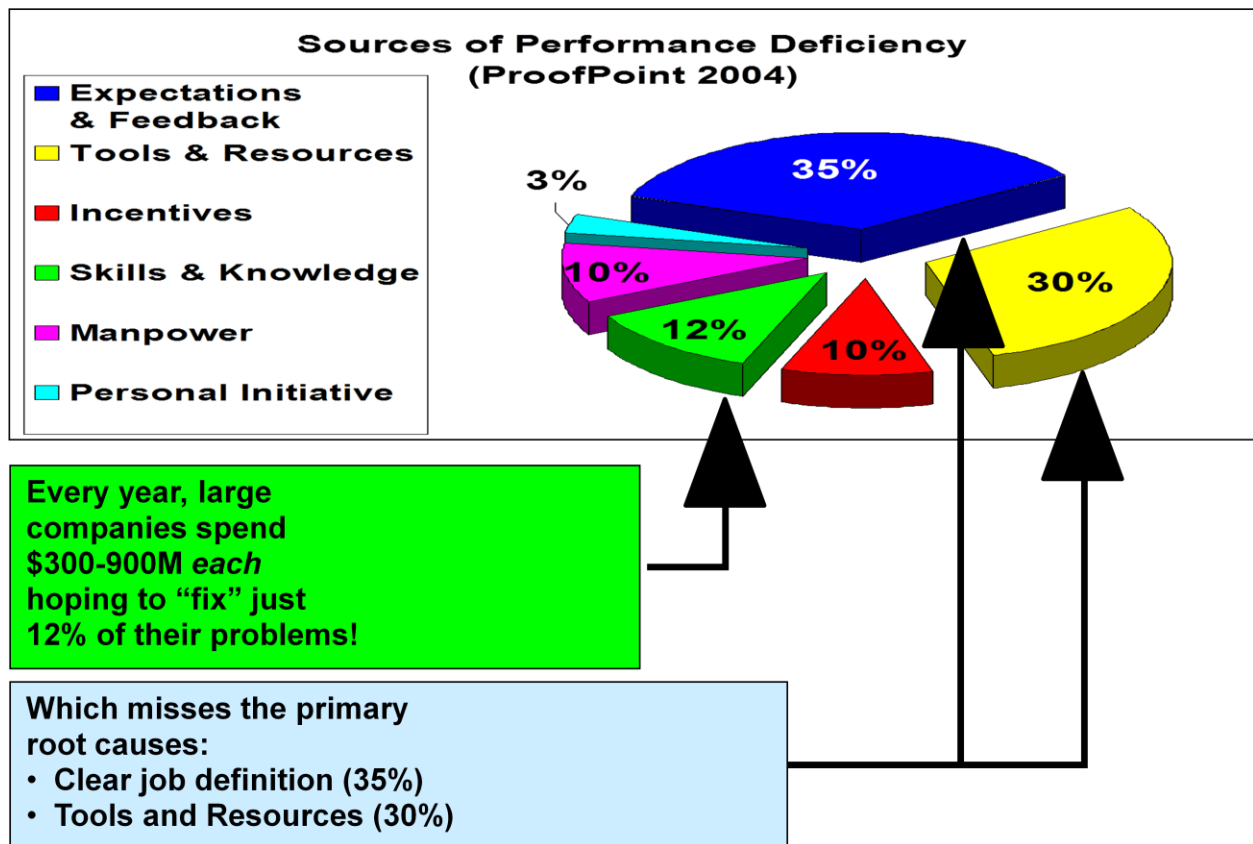 Sources of Performance Deficiency
(ProofPoint 2004)
Expectations
& Feedback
Tools & Resources
Incentives
Skills & Knowledge
Manpower
Personal Initiative
35%
30%
10%
12%
10%
3%
Every year, large
companies spend
$300-900M each
hoping to “fix” just
12% of their problems!
Which misses the primary
root causes:
• Clear job definition (35%)
• Tools and Resources (30%)